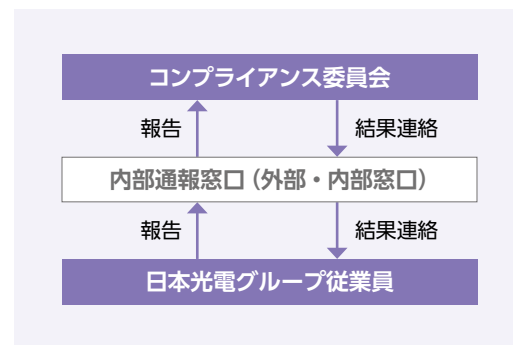 コンプライアンス委員会
報告
結果連絡
内部通報窓口（外部・内部窓口）
報告
結果連絡
日本光電グループ従業員